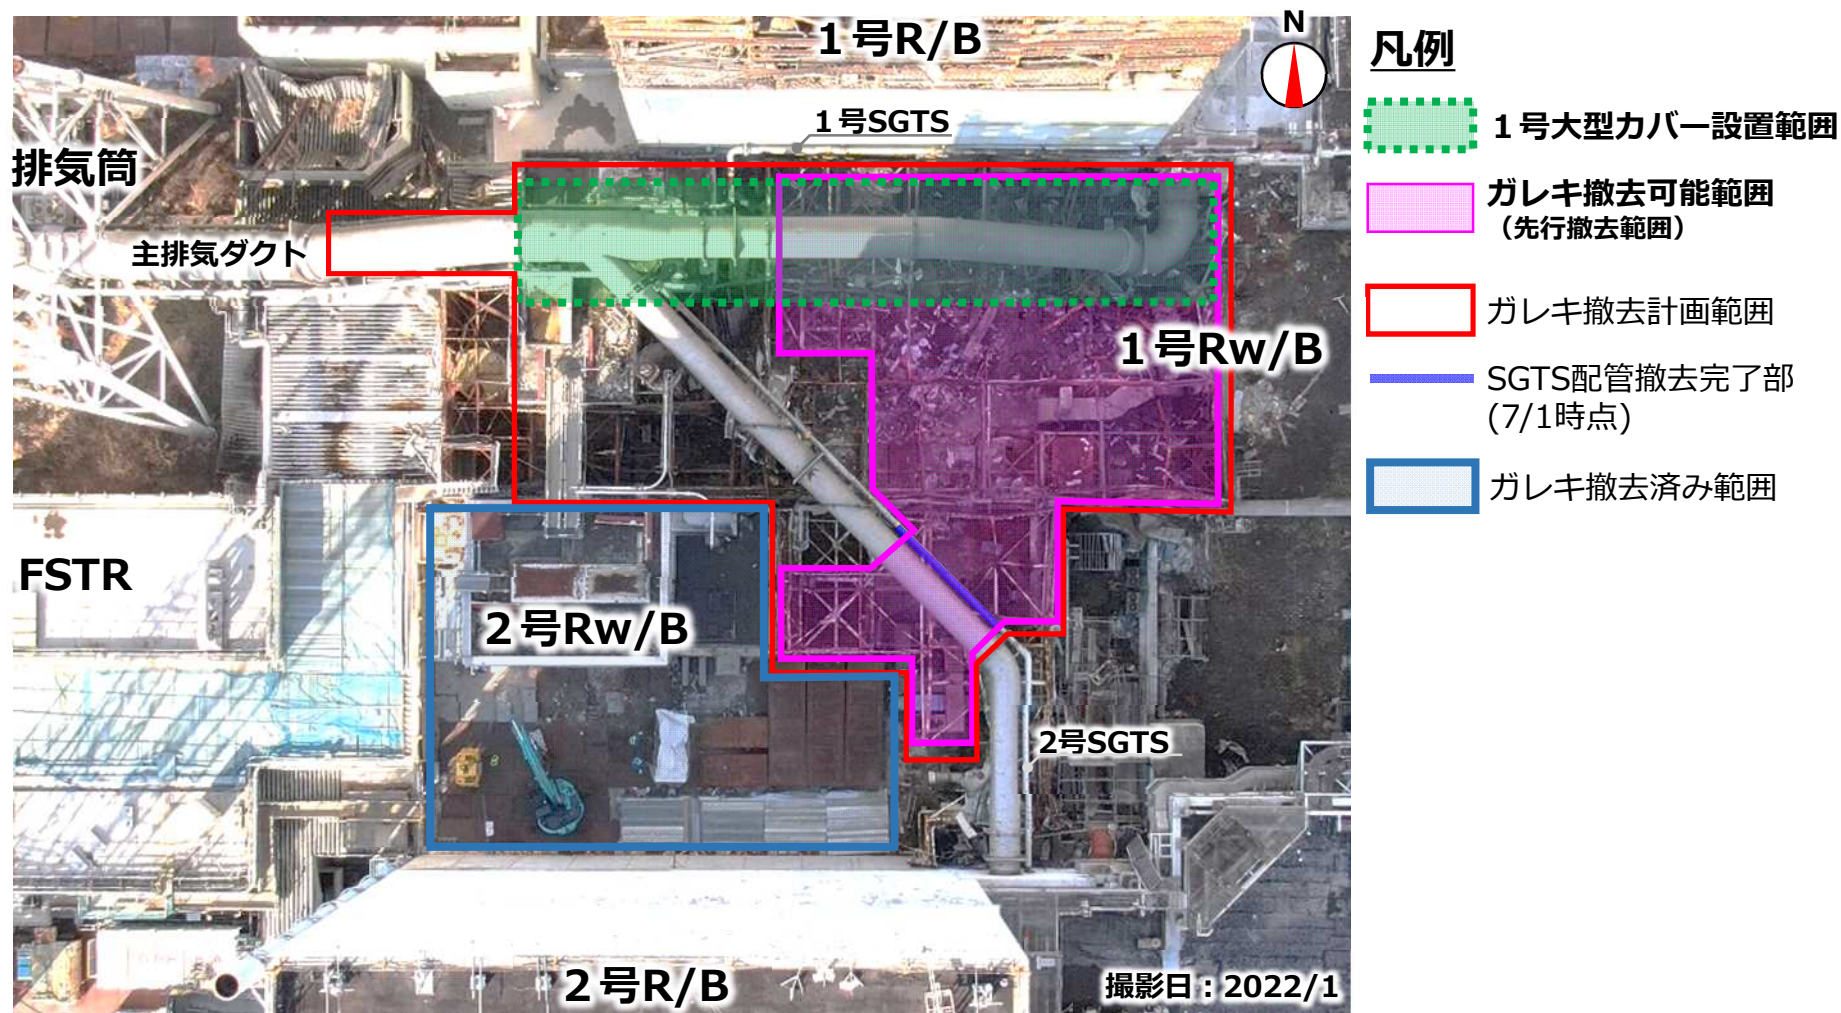 1号R/B
N
凡例
1号SGTS
1号大型カバー設置範囲
排気筒
ガレキ撤去可能範囲
（先行撤去範囲）
主排気ダクト
ガレキ撤去計画範囲
1号Rw/B
SGTS配管撤去完了部
(7/1時点)
ガレキ撤去済み範囲
FSTR
2号Rw/B
2号SGTS
2号R/B
撮影日：2022/1